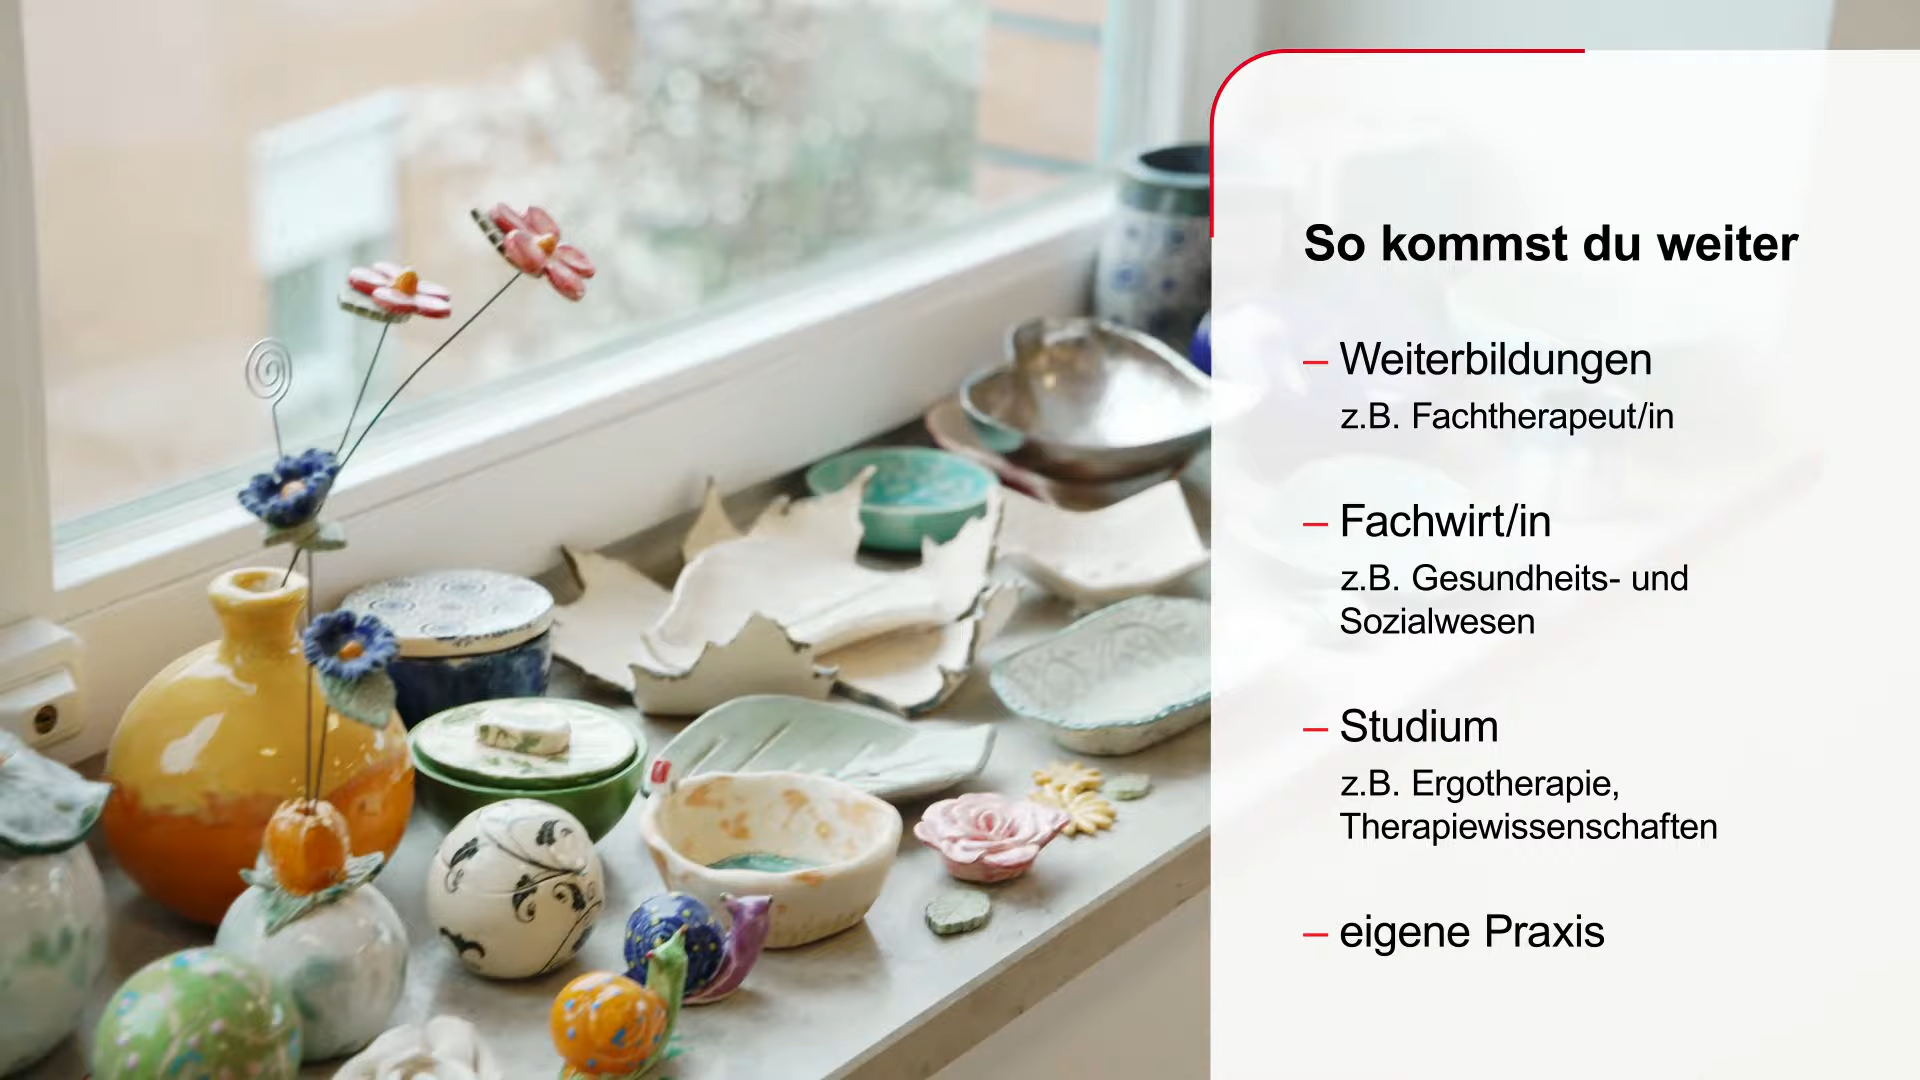 So kommst du weiter
– Weiterbildungen
z.B. Fachtherapeut/in
– Fachwirt/in
z.B. Gesundheits- und
Sozialwesen
– Studium
z.B. Ergotherapie,
Therapiewissenschaften
– eigene Praxis